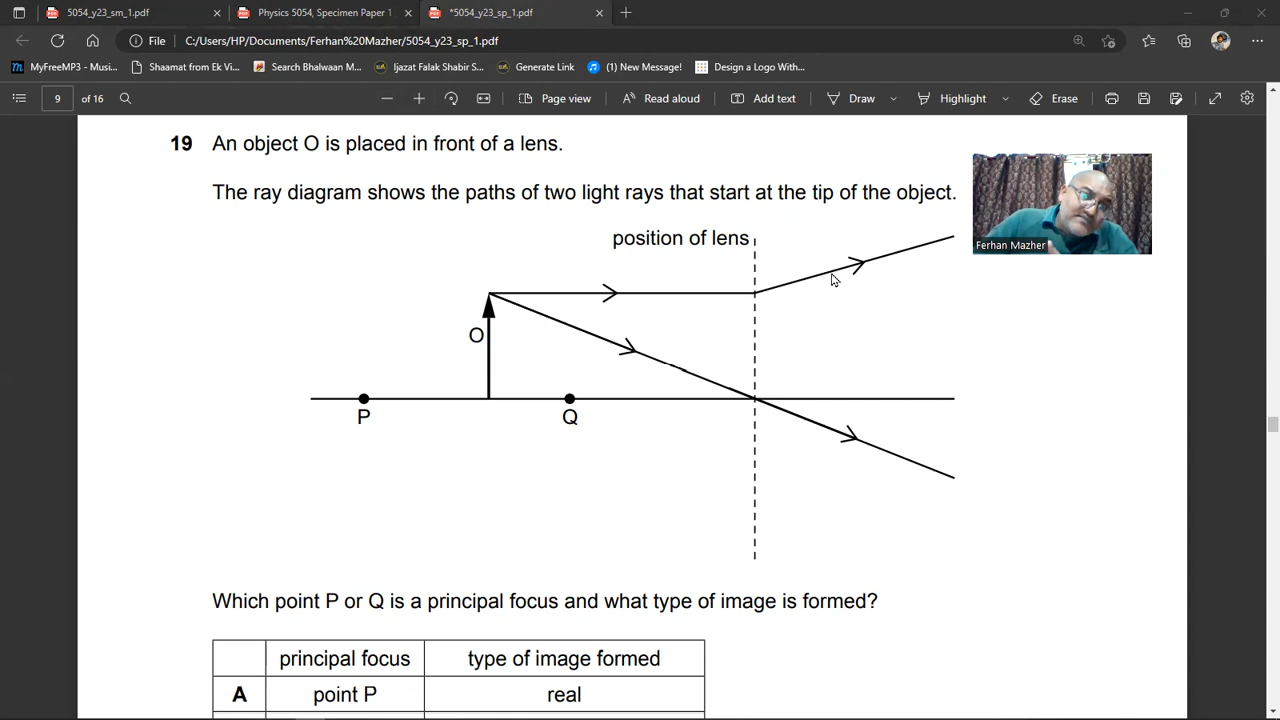 5054_y23_sm_1.pdf
Physics 5054, Specimen Paper 1
*5054_y23_sp_1.pdf
File
C:/Users/HP/Documents/Ferhan%20Mazher/5054_y23_sp_1.pdf
MyFreeMP3 - Musi...
Shaamat from Ek Vi...
Search Bhalwaan M...
Ijazat Falak Shabir S...
Generate Link
(1) New Message!
Design a Logo With...
9 of 16
Page view
Read aloud
Add text
Draw
Highlight
Erase
19 An object O is placed in front of a lens.
The ray diagram shows the paths of two light rays that start at the tip of the object.
position of lens
Ferhan Mazher
O
P
Q
Which point P or Q is a principal focus and what type of image is formed?
principal focus type of image formed
A point P real